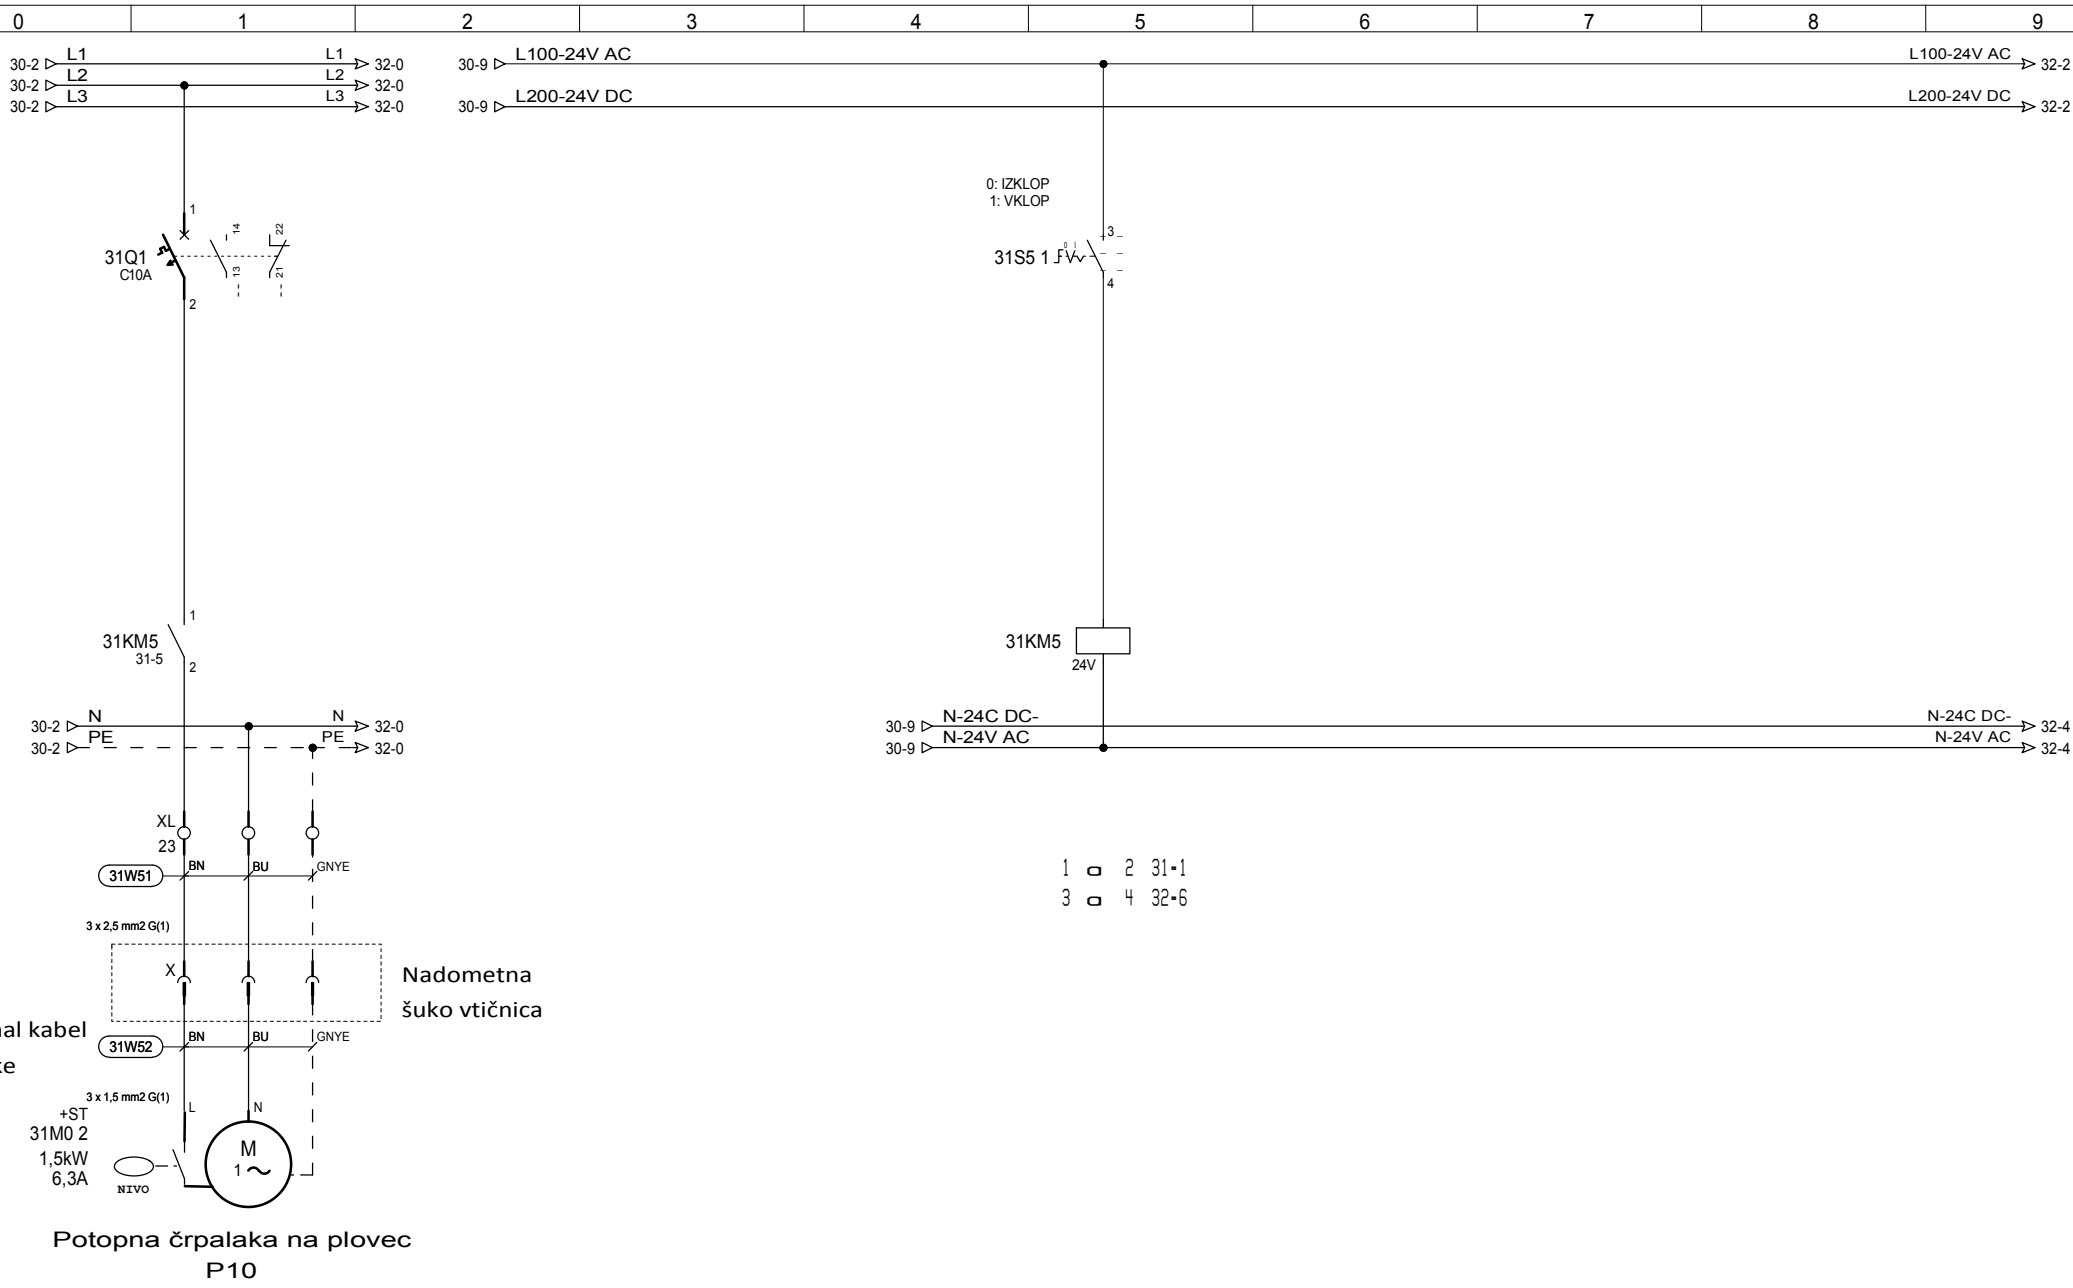 0 1 2 3 4 5 6 7 8 9
30-2 L1 L1 32-0 30-9 L100-24V AC L100-24V AC 32-2
30-2 L2 L2 32-0
30-2 L3 L3 32-0 30-9 L200-24V DC L200-24V DC 32-2
0: IZKLOP
1: VKLOP
1 14 22
31Q1
C10A
13 21
2
3
31S5 1 0 1
4
1
31KM5
31-5
2
31KM5
24V
30-2 N N 32-0 30-9 N-24C DC- N-24C DC- 32-4
30-2 PE PE 32-0 30-9 N-24V AC N-24V AC 32-4
XL
23
31W51 BN BU GNYE
3 x 2,5 mm2 G(1)
1 2 31-1
3 4 32-6
X
Nadometna
šuko vtičnica
kabel
31W52 BN BU GNYE
3 x 1,5 mm2 G(1)
L N
+ST
31M0 2
1,5kW
6,3A
NIVO
M
1
Potopna črpalaka na plovec
P10